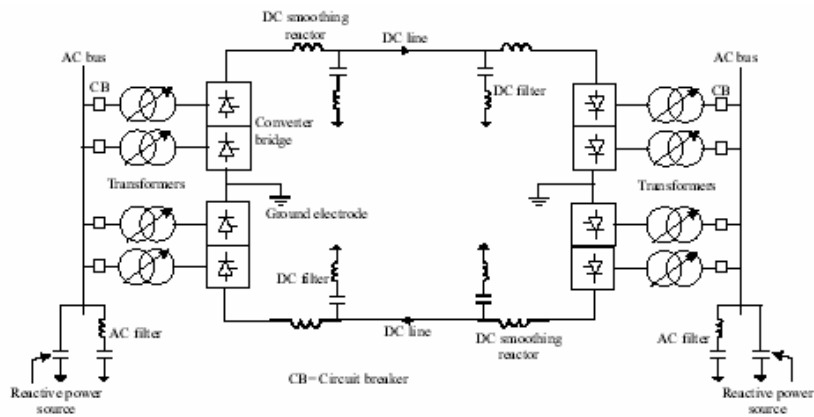 DC smoothing
reactor
DC line
AC bus
AC bus
CB
CB
DC filter
Converter
bridge
Transformers
Transformers
Ground electrode
DC filter
AC filter
DC line
DC smoothing
reactor
AC filter
CB= Circuit breaker
Reactive power
source
Reactive power
source